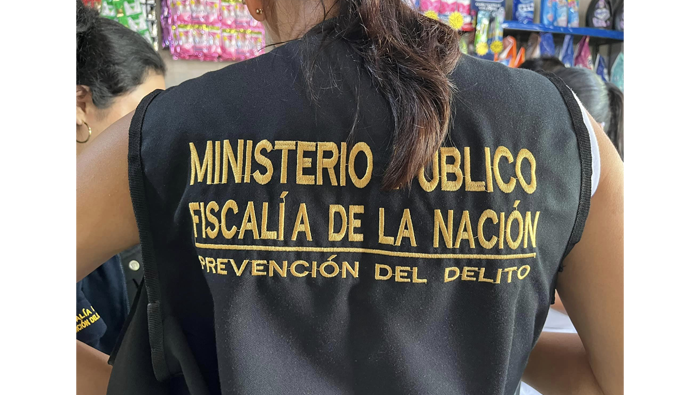 MINISTERIO PÚBLICO
FISCALÍA DE LA NACIÓN
PREVENCIÓN DEL DELITO